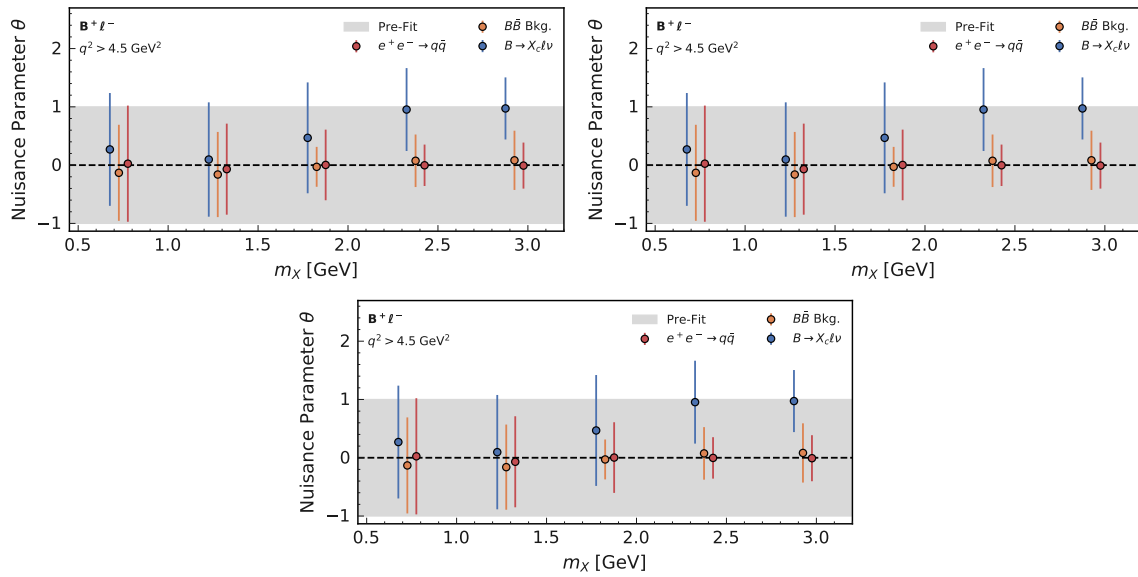 B⁺ℓ⁻ Pre-Fit BB̄ Bkg.
q² > 4.5 GeV² e⁺e⁻→qq̄ B→X_cℓν
Nuisance Parameter θ
2
1
0
−1
0.5 1.0 1.5 2.0 2.5 3.0
m_X [GeV]
B⁺ℓ⁻ Pre-Fit BB̄ Bkg.
q² > 4.5 GeV² e⁺e⁻→qq̄ B→X_cℓν
Nuisance Parameter θ
2
1
0
−1
0.5 1.0 1.5 2.0 2.5 3.0
m_X [GeV]
B⁺ℓ⁻ Pre-Fit BB̄ Bkg.
q² > 4.5 GeV² e⁺e⁻→qq̄ B→X_cℓν
Nuisance Parameter θ
2
1
0
−1
0.5 1.0 1.5 2.0 2.5 3.0
m_X [GeV]